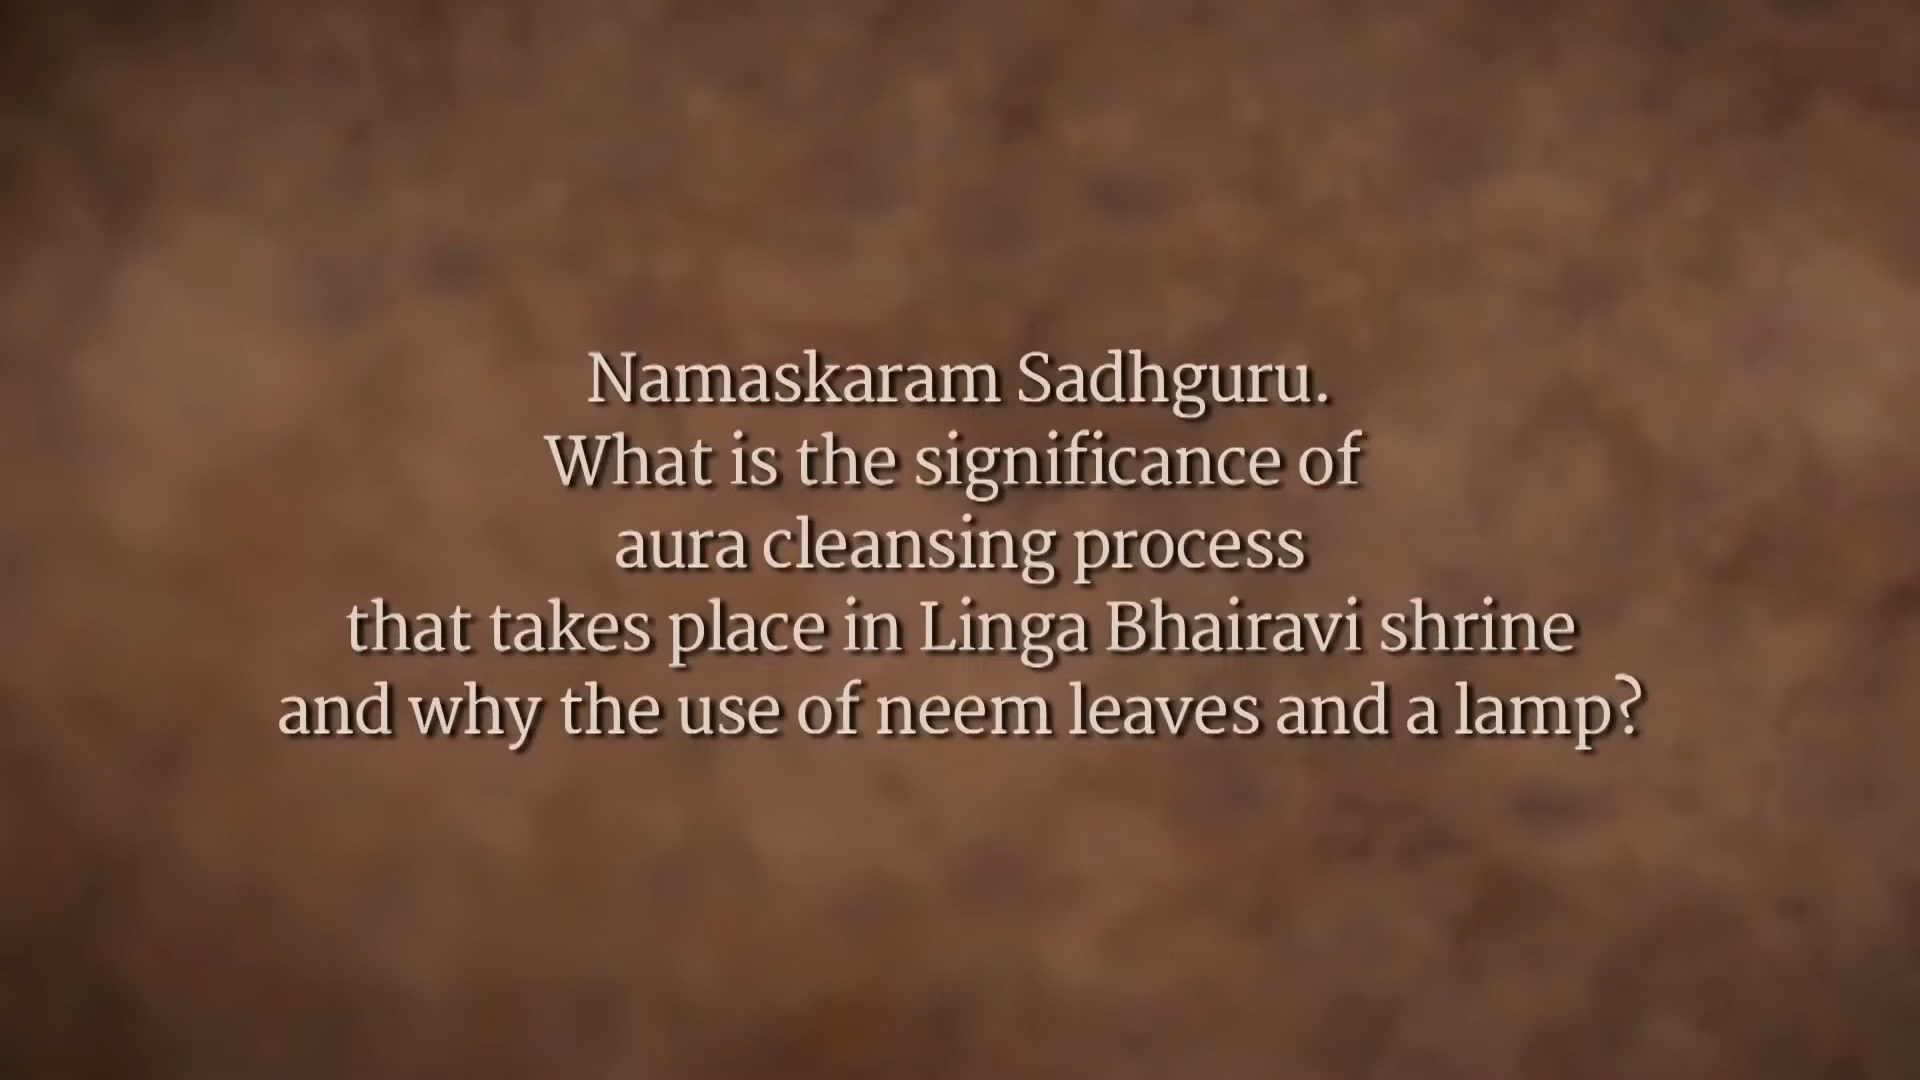 Namaskaram Sadhguru.
What is the significance of
aura cleansing process
that takes place in Linga Bhairavi shrine
and why the use of neem leaves and a lamp?